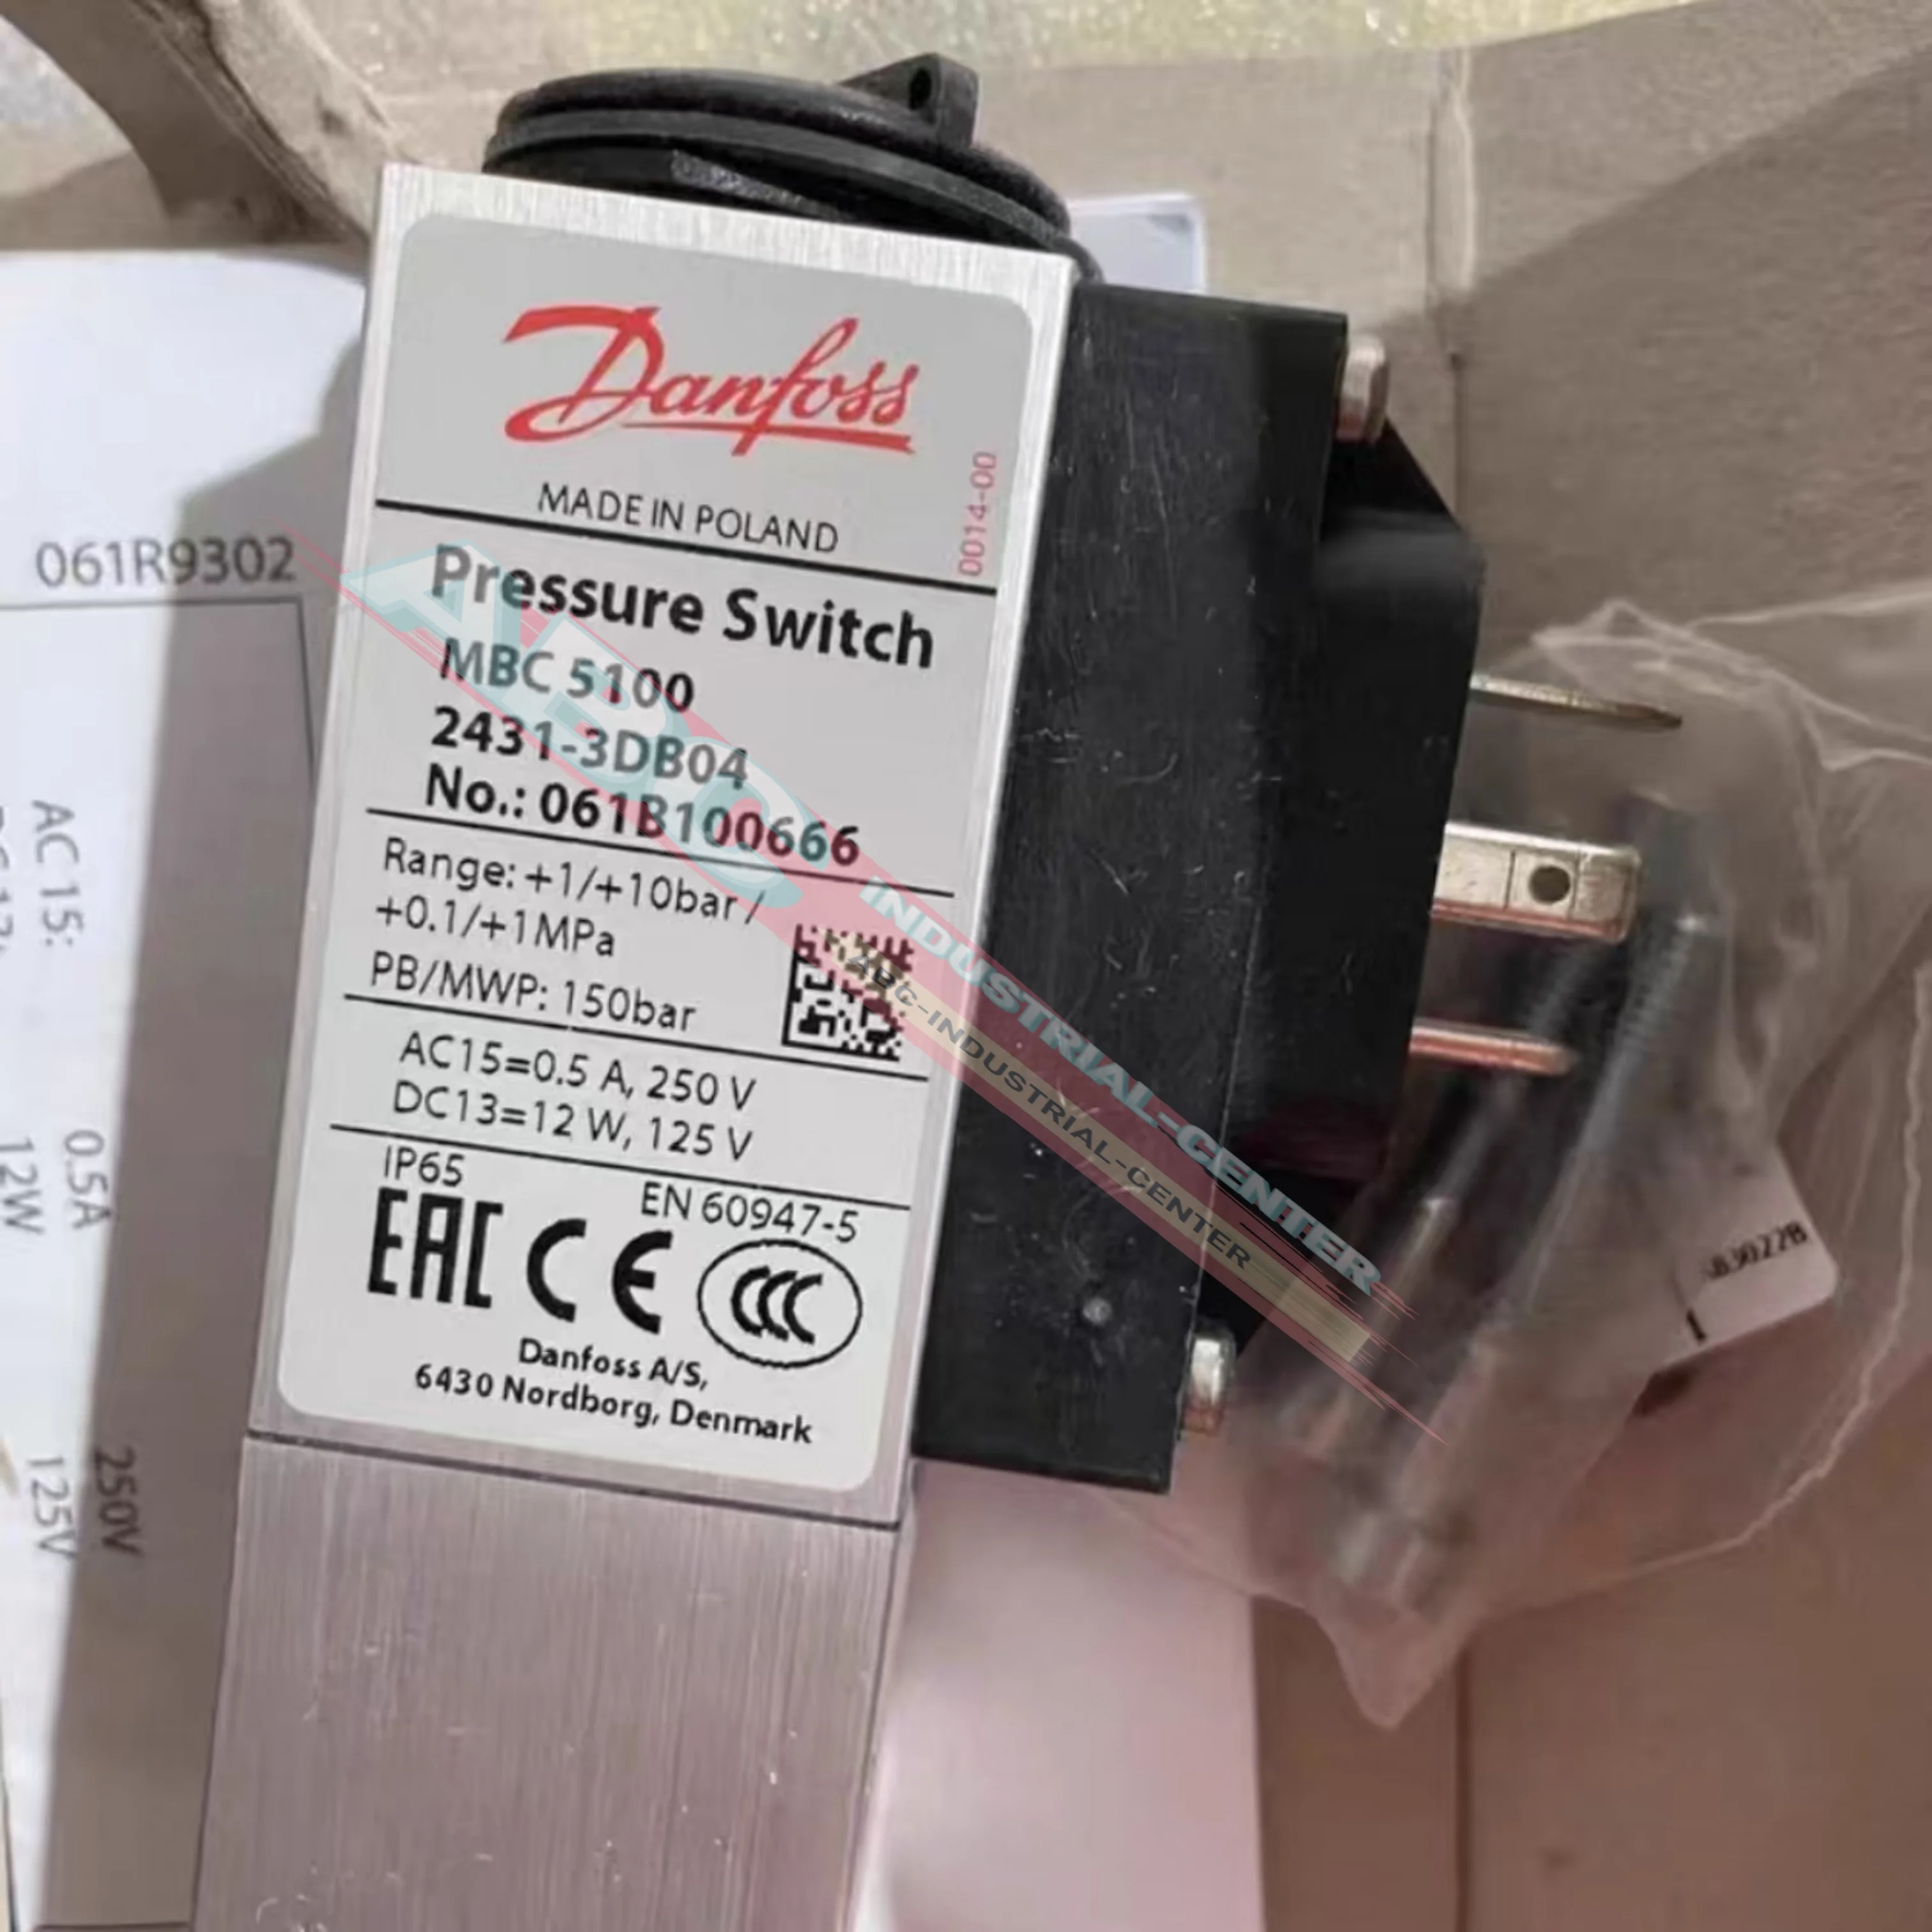 Danfoss
MADE IN POLAND
0014-00
Pressure Switch
MBC 5100
2431-3DB04
No.: 061B100666
Range: +1/+10bar /
+0.1/+1MPa
PB/MWP: 150bar
AC15=0.5 A, 250 V
DC13=12 W, 125 V
IP65
EN 60947-5
EAC CE CCC
Danfoss A/S,
6430 Nordborg, Denmark
061R9302
AC15: 0.5A 250V
12W 125V
ABC INDUSTRIAL-CENTER
ABC-INDUSTRIAL-CENTER